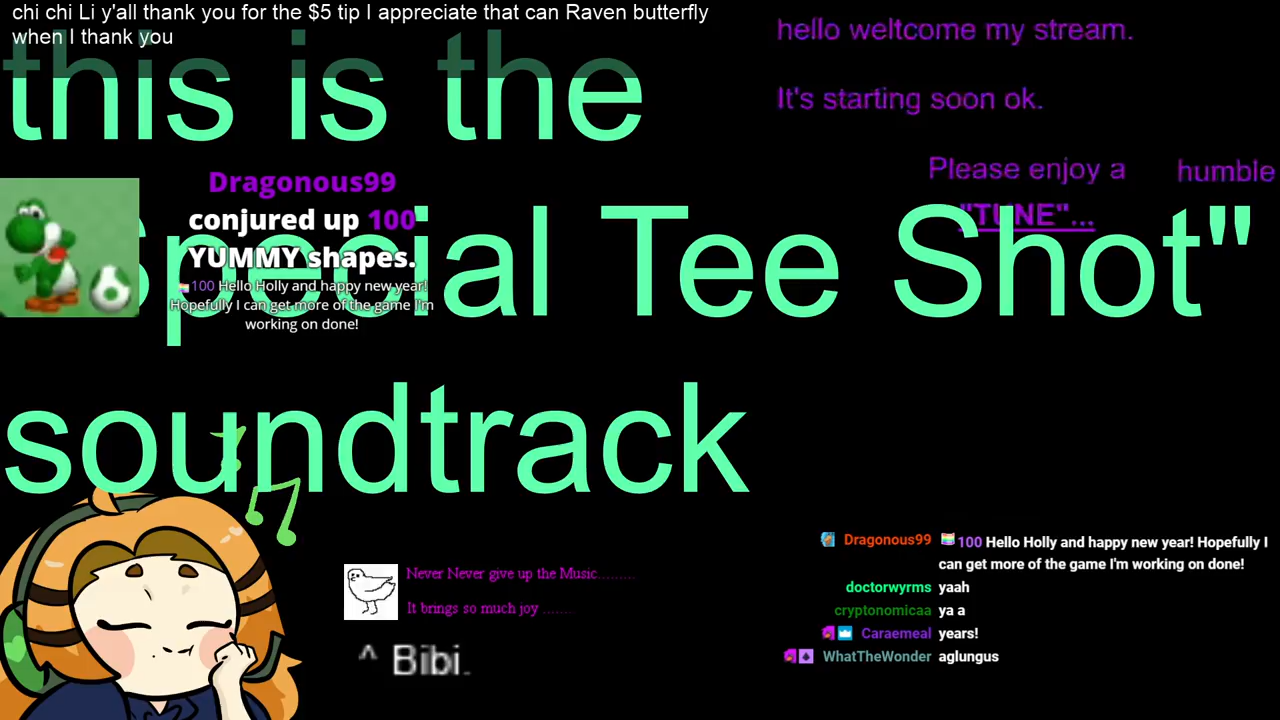 chi chi Li y'all thank you for the $5 tip I appreciate that can Raven butterfly
when I thank you
this is the
Special Tee Shot"
soundtrack
hello weltcome my stream.
It's starting soon ok.
Please enjoy a humble
"TUNE"...
Dragonous99
conjured up 100
YUMMY shapes.
100 Hello Holly and happy new year!
Hopefully I can get more of the game I'm
working on done!
Never Never give up the Music.........
It brings so much joy .......
^ Bibi.
Dragonous99 100 Hello Holly and happy new year! Hopefully I
can get more of the game I'm working on done!
doctorwyrms yaah
cryptonomicaa ya a
Caraemeal years!
WhatTheWonder aglungus